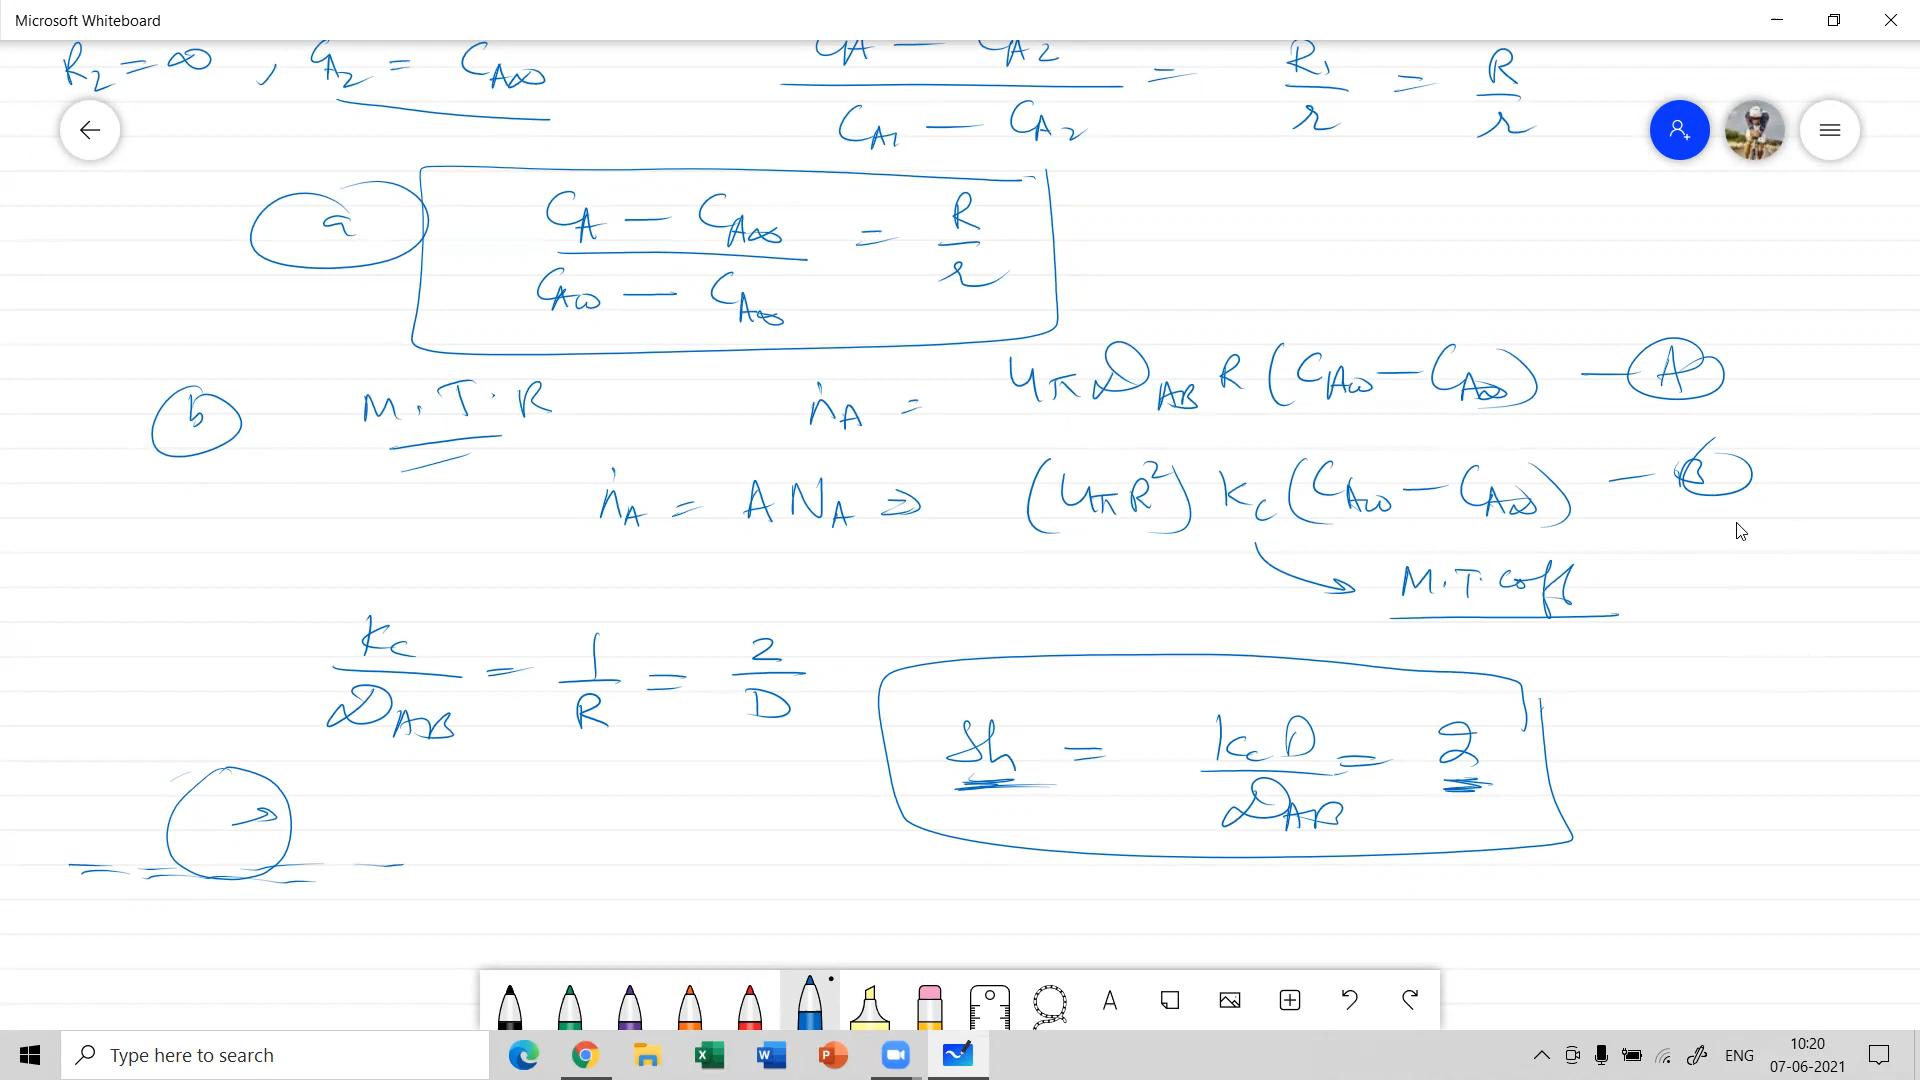 Microsoft Whiteboard
R₂ = ∞ , C_A₂ = C_A∞
(C_A − C_A₂) / (C_A₁ − C_A₂) = R₁ / r = R / r
a (C_A − C_A∞) / (C_Aω − C_A∞) = R / r
b M.T.R ṅ_A = 4π𝒟_AB R (C_Aω − C_A∞) — A
ṅ_A = A N_A ⇒ (4πR²) k_c (C_Aω − C_A∞) — B
M.T. coff
k_c / 𝒟_AB = 1 / R = 2 / D
Sh = k_c D / 𝒟_AB = 2
Type here to search
ENG
10:20
07-06-2021